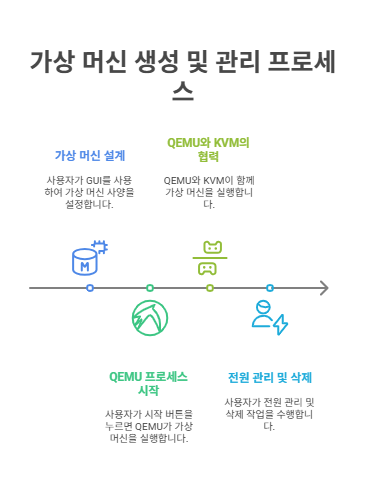 가상 머신 생성 및 관리 프로세
스
가상 머신 설계
사용자가 GUI를 사용
하여 가상 머신 사양을
설정합니다.
QEMU 프로세스
시작
사용자가 시작 버튼을
누르면 QEMU가 가상
머신을 실행합니다.
QEMU와 KVM의
협력
QEMU와 KVM이 함께
가상 머신을 실행합니
다.
전원 관리 및 삭제
사용자가 전원 관리 및
삭제 작업을 수행합니
다.